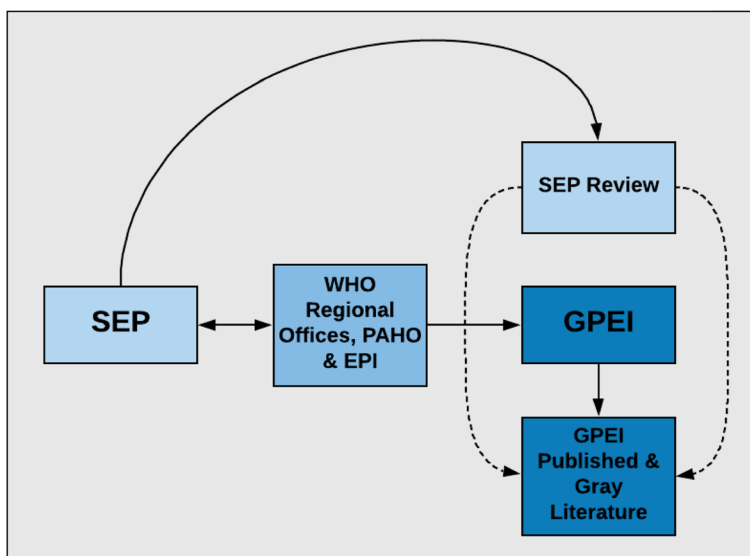 SEP Review
SEP
WHO
Regional
Offices, PAHO
& EPI
GPEI
GPEI
Published &
Gray
Literature